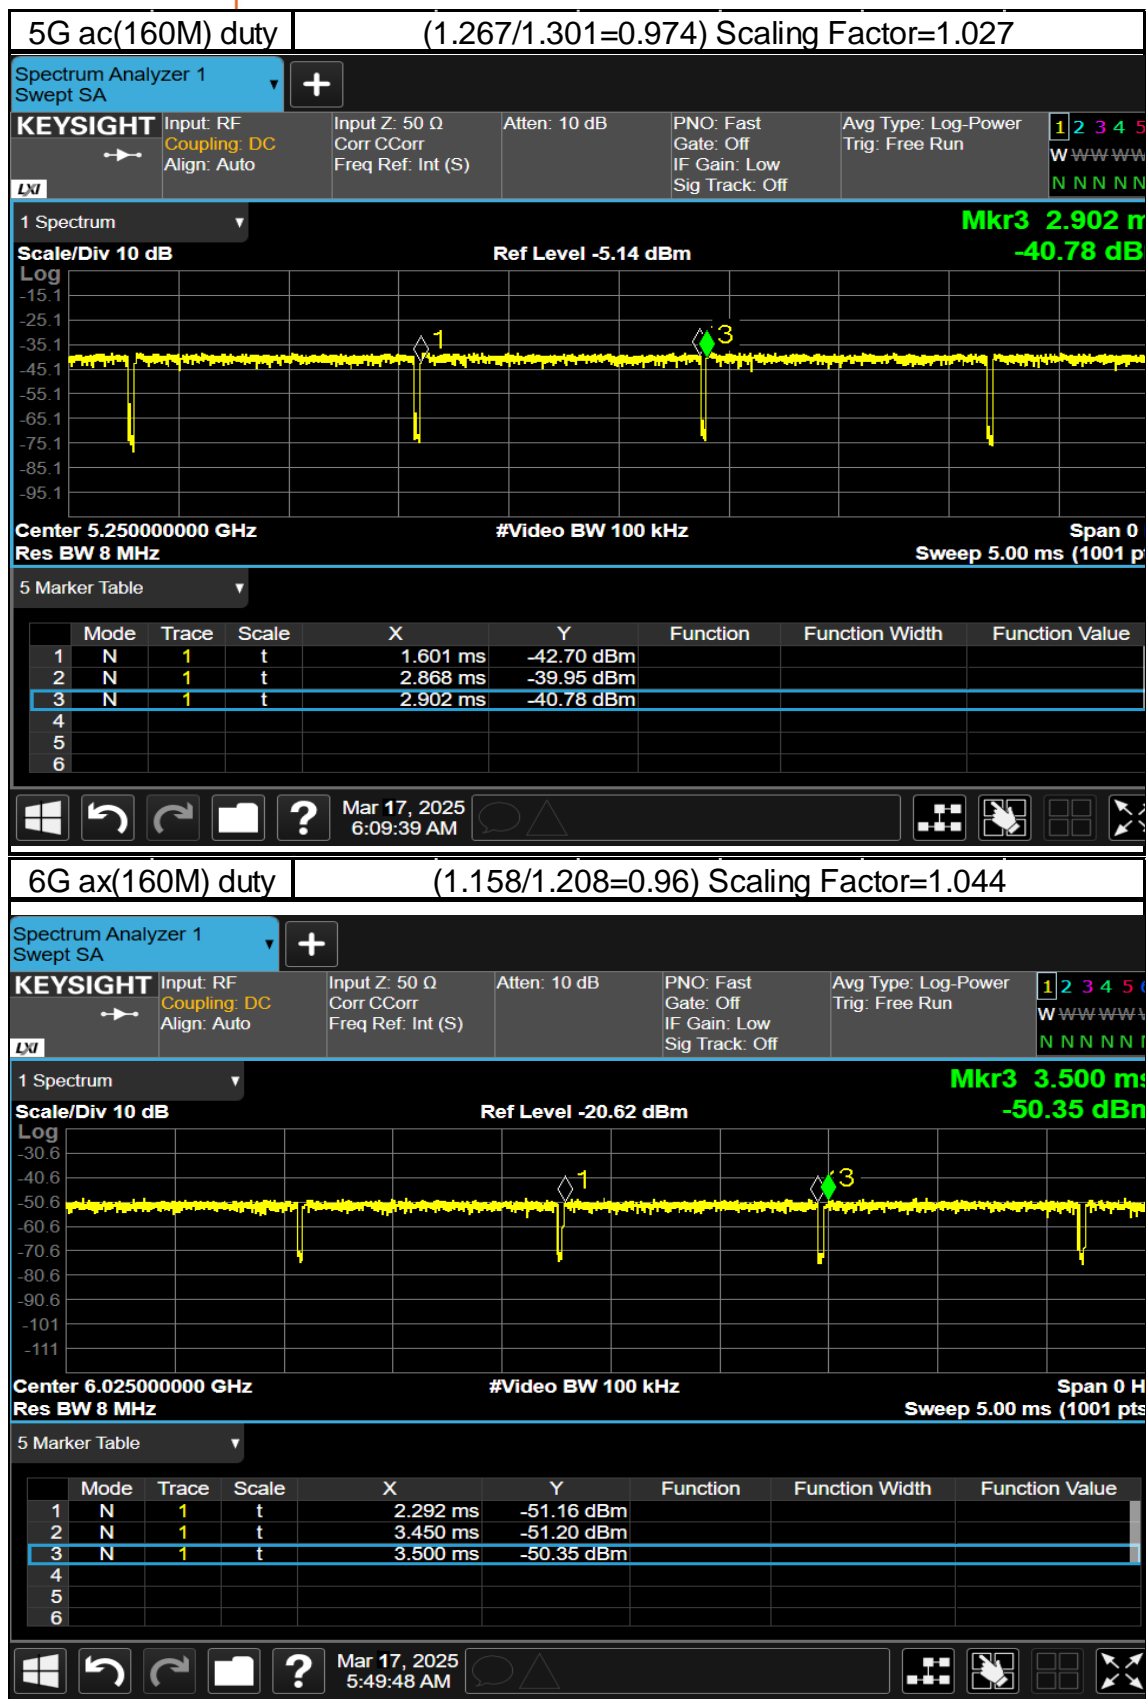 5G ac(160M) duty (1.267/1.301=0.974) Scaling Factor=1.027
Spectrum Analyzer 1
Swept SA
+
KEYSIGHT Input: RF Input Z: 50 Ω Atten: 10 dB PNO: Fast Avg Type: Log-Power 1 2 3 4 5
Coupling: DC Corr CCorr Gate: Off Trig: Free Run W W W W W
Align: Auto Freq Ref: Int (S) IF Gain: Low
LXI Sig Track: Off N N N N N
1 Spectrum Mkr3 2.902 m
Scale/Div 10 dB Ref Level -5.14 dBm -40.78 dB
Log
-15.1
-25.1
-35.1
-45.1
-55.1
-65.1
-75.1
-85.1
-95.1
1 3
Center 5.250000000 GHz #Video BW 100 kHz Span 0
Res BW 8 MHz Sweep 5.00 ms (1001 p
5 Marker Table
Mode Trace Scale X Y Function Function Width Function Value
1 N 1 t 1.601 ms -42.70 dBm
2 N 1 t 2.868 ms -39.95 dBm
3 N 1 t 2.902 ms -40.78 dBm
4
5
6
? Mar 17, 2025
6:09:39 AM
6G ax(160M) duty (1.158/1.208=0.96) Scaling Factor=1.044
Spectrum Analyzer 1
Swept SA
+
KEYSIGHT Input: RF Input Z: 50 Ω Atten: 10 dB PNO: Fast Avg Type: Log-Power 1 2 3 4 5
Coupling: DC Corr CCorr Gate: Off Trig: Free Run W W W W W
Align: Auto Freq Ref: Int (S) IF Gain: Low
LXI Sig Track: Off N N N N N
1 Spectrum Mkr3 3.500 ms
Scale/Div 10 dB Ref Level -20.62 dBm -50.35 dBm
Log
-30.6
-40.6
-50.6
-60.6
-70.6
-80.6
-90.6
-101
-111
1 3
Center 6.025000000 GHz #Video BW 100 kHz Span 0 H
Res BW 8 MHz Sweep 5.00 ms (1001 pts
5 Marker Table
Mode Trace Scale X Y Function Function Width Function Value
1 N 1 t 2.292 ms -51.16 dBm
2 N 1 t 3.450 ms -51.20 dBm
3 N 1 t 3.500 ms -50.35 dBm
4
5
6
? Mar 17, 2025
5:49:48 AM